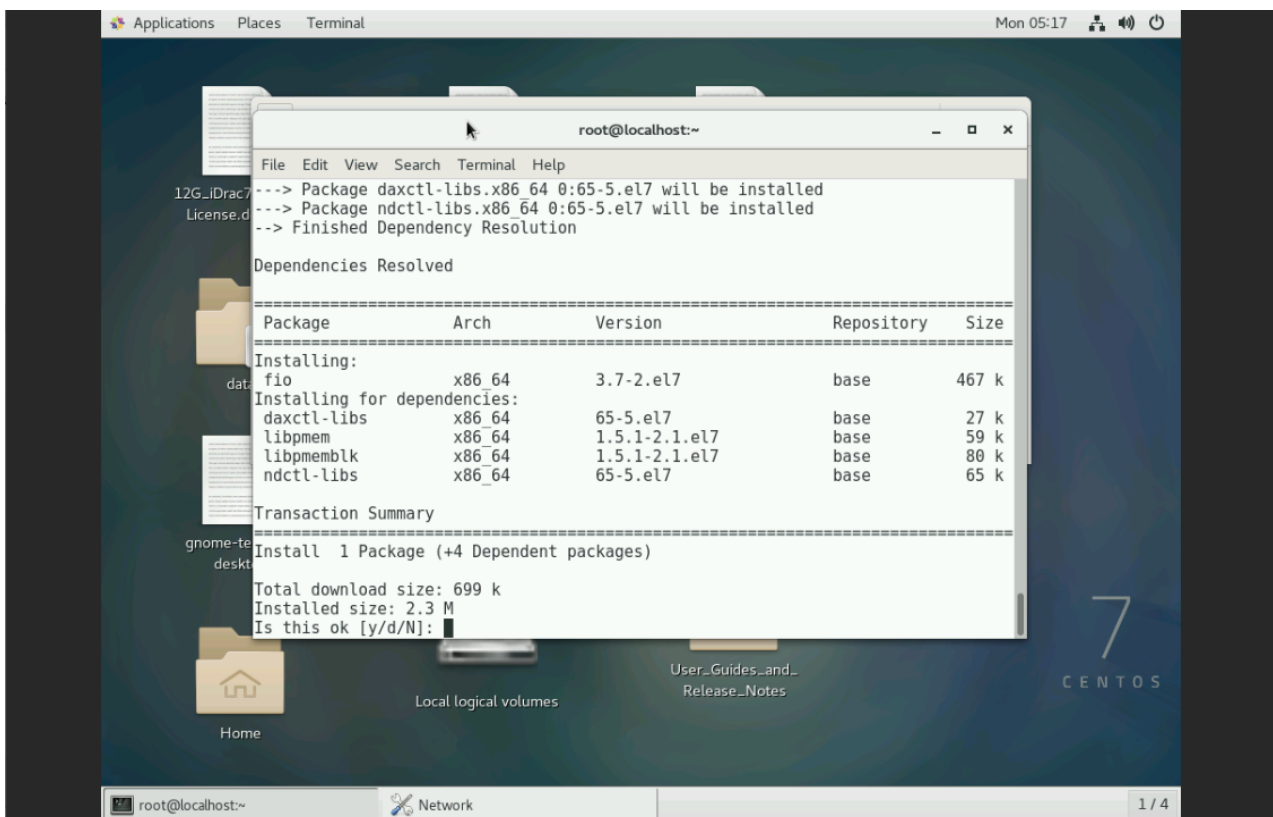 Applications Places Terminal Mon 05:17
root@localhost:~
File Edit View Search Terminal Help
---> Package daxctl-libs.x86_64 0:65-5.el7 will be installed
---> Package ndctl-libs.x86_64 0:65-5.el7 will be installed
--> Finished Dependency Resolution
Dependencies Resolved
================================================================================
Package Arch Version Repository Size
================================================================================
Installing:
fio x86_64 3.7-2.el7 base 467 k
Installing for dependencies:
daxctl-libs x86_64 65-5.el7 base 27 k
libpmem x86_64 1.5.1-2.1.el7 base 59 k
libpmemblk x86_64 1.5.1-2.1.el7 base 80 k
ndctl-libs x86_64 65-5.el7 base 65 k
Transaction Summary
================================================================================
Install 1 Package (+4 Dependent packages)
Total download size: 699 k
Installed size: 2.3 M
Is this ok [y/d/N]:
12G_iDrac7
License.d
data
gnome-te
deskt
Home
Local logical volumes
User_Guides_and_
Release_Notes
7
CENTOS
root@localhost:~ Network 1 / 4